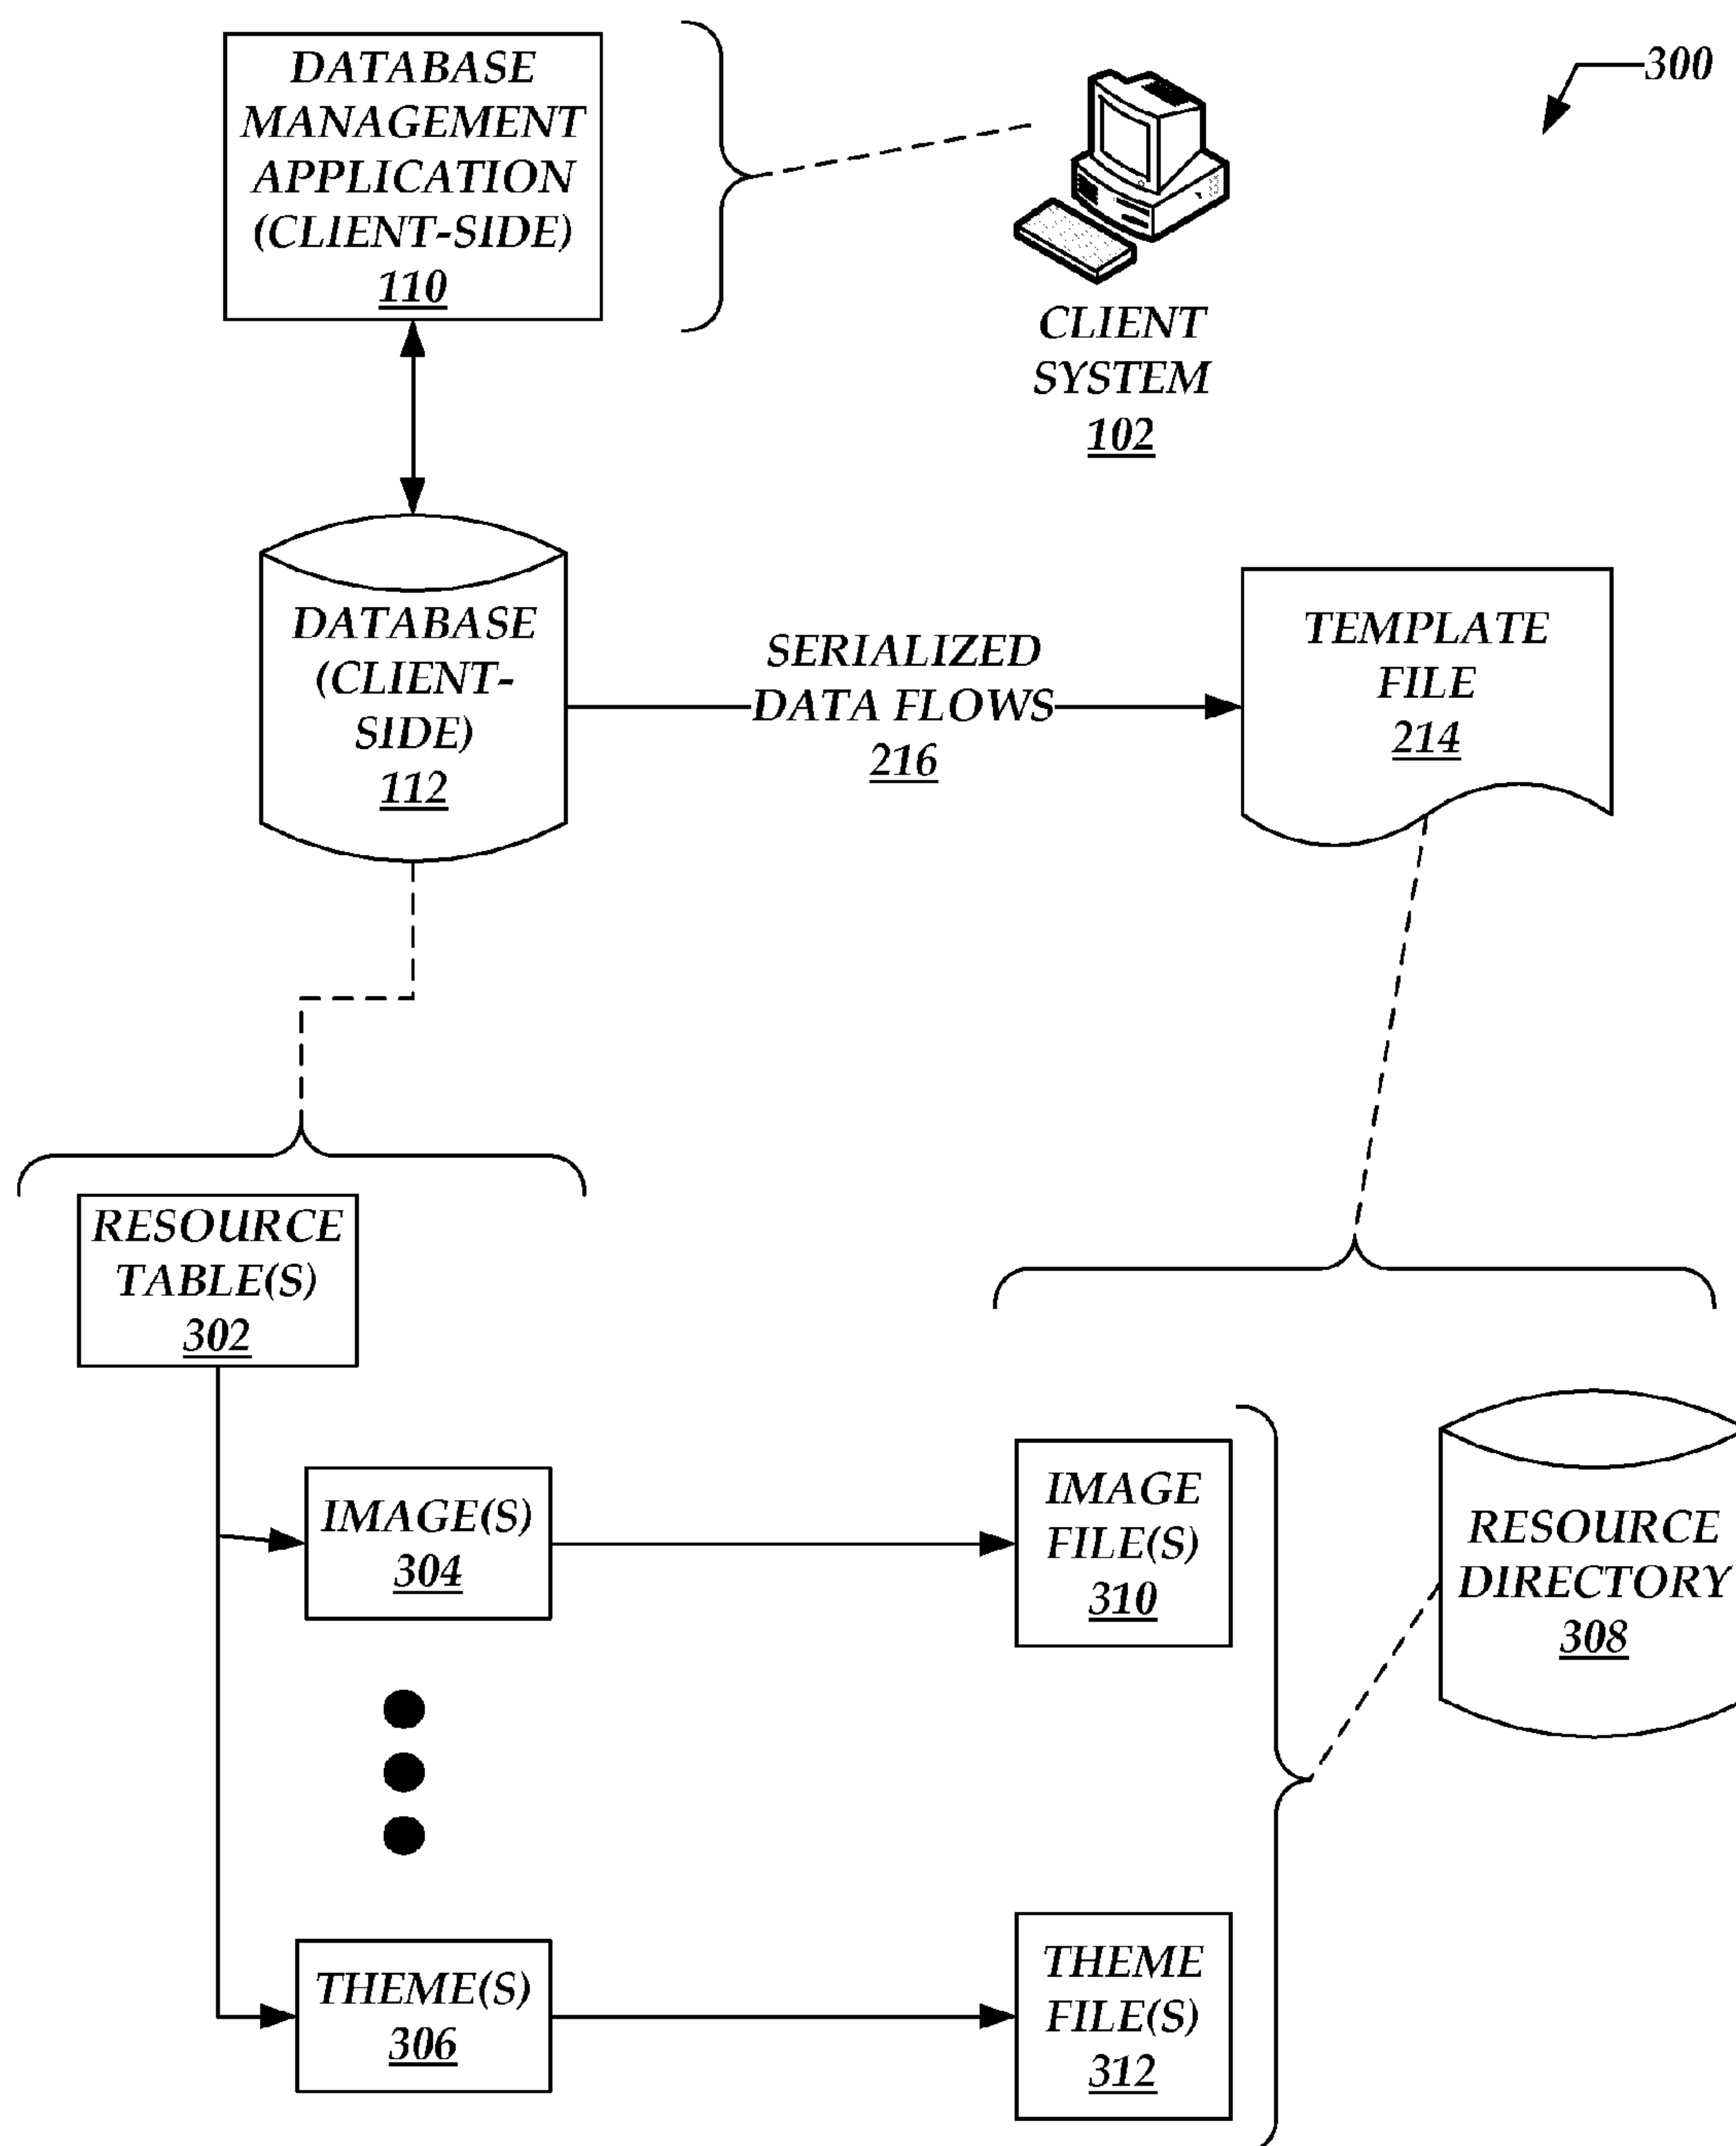 DATABASE
MANAGEMENT
APPLICATION
(CLIENT-SIDE)
110
300
CLIENT
SYSTEM
102
DATABASE
(CLIENT-
SIDE)
112
SERIALIZED
DATA FLOWS
216
TEMPLATE
FILE
214
RESOURCE
TABLE(S)
302
IMAGE(S)
304
IMAGE
FILE(S)
310
RESOURCE
DIRECTORY
308
THEME(S)
306
THEME
FILE(S)
312